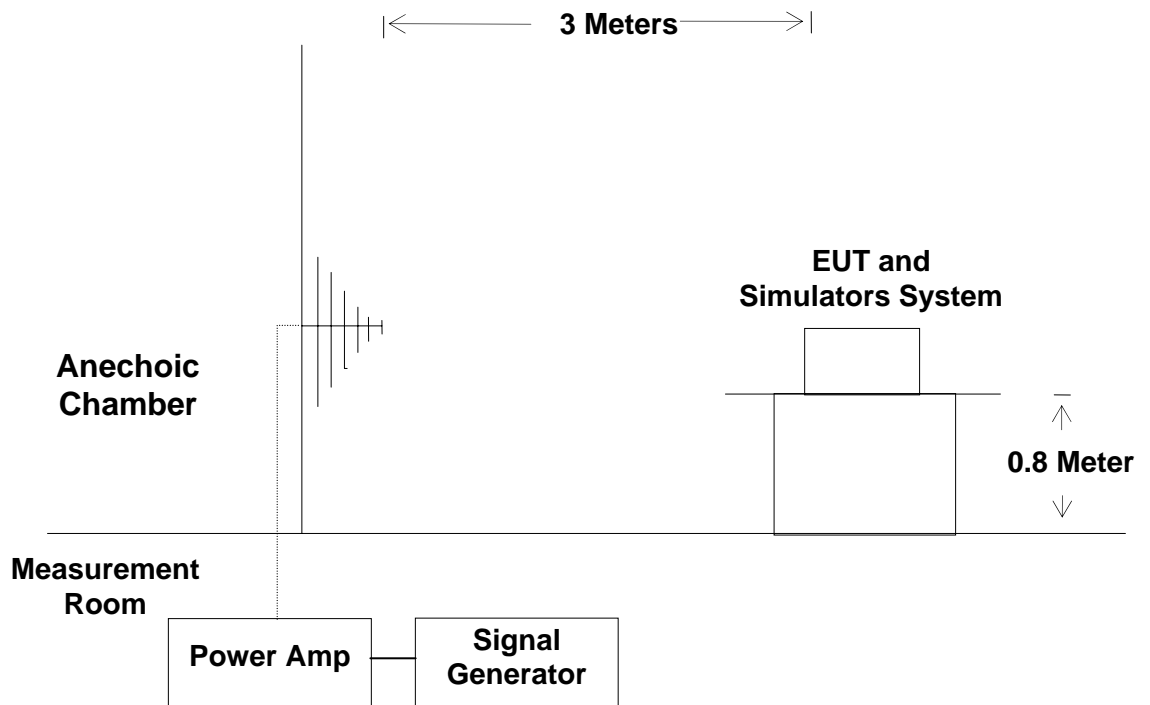 3 Meters
EUT and
Simulators System
Anechoic
Chamber
0.8 Meter
Measurement
Room
Power Amp
Signal
Generator